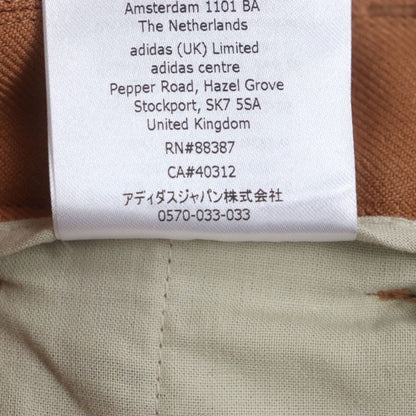 Amsterdam 1101 BA
The Netherlands
adidas (UK) Limited
adidas centre
Pepper Road, Hazel Grove
Stockport, SK7 5SA
United Kingdom
RN#88387
CA#40312
アディダスジャパン株式会社
0570-033-033